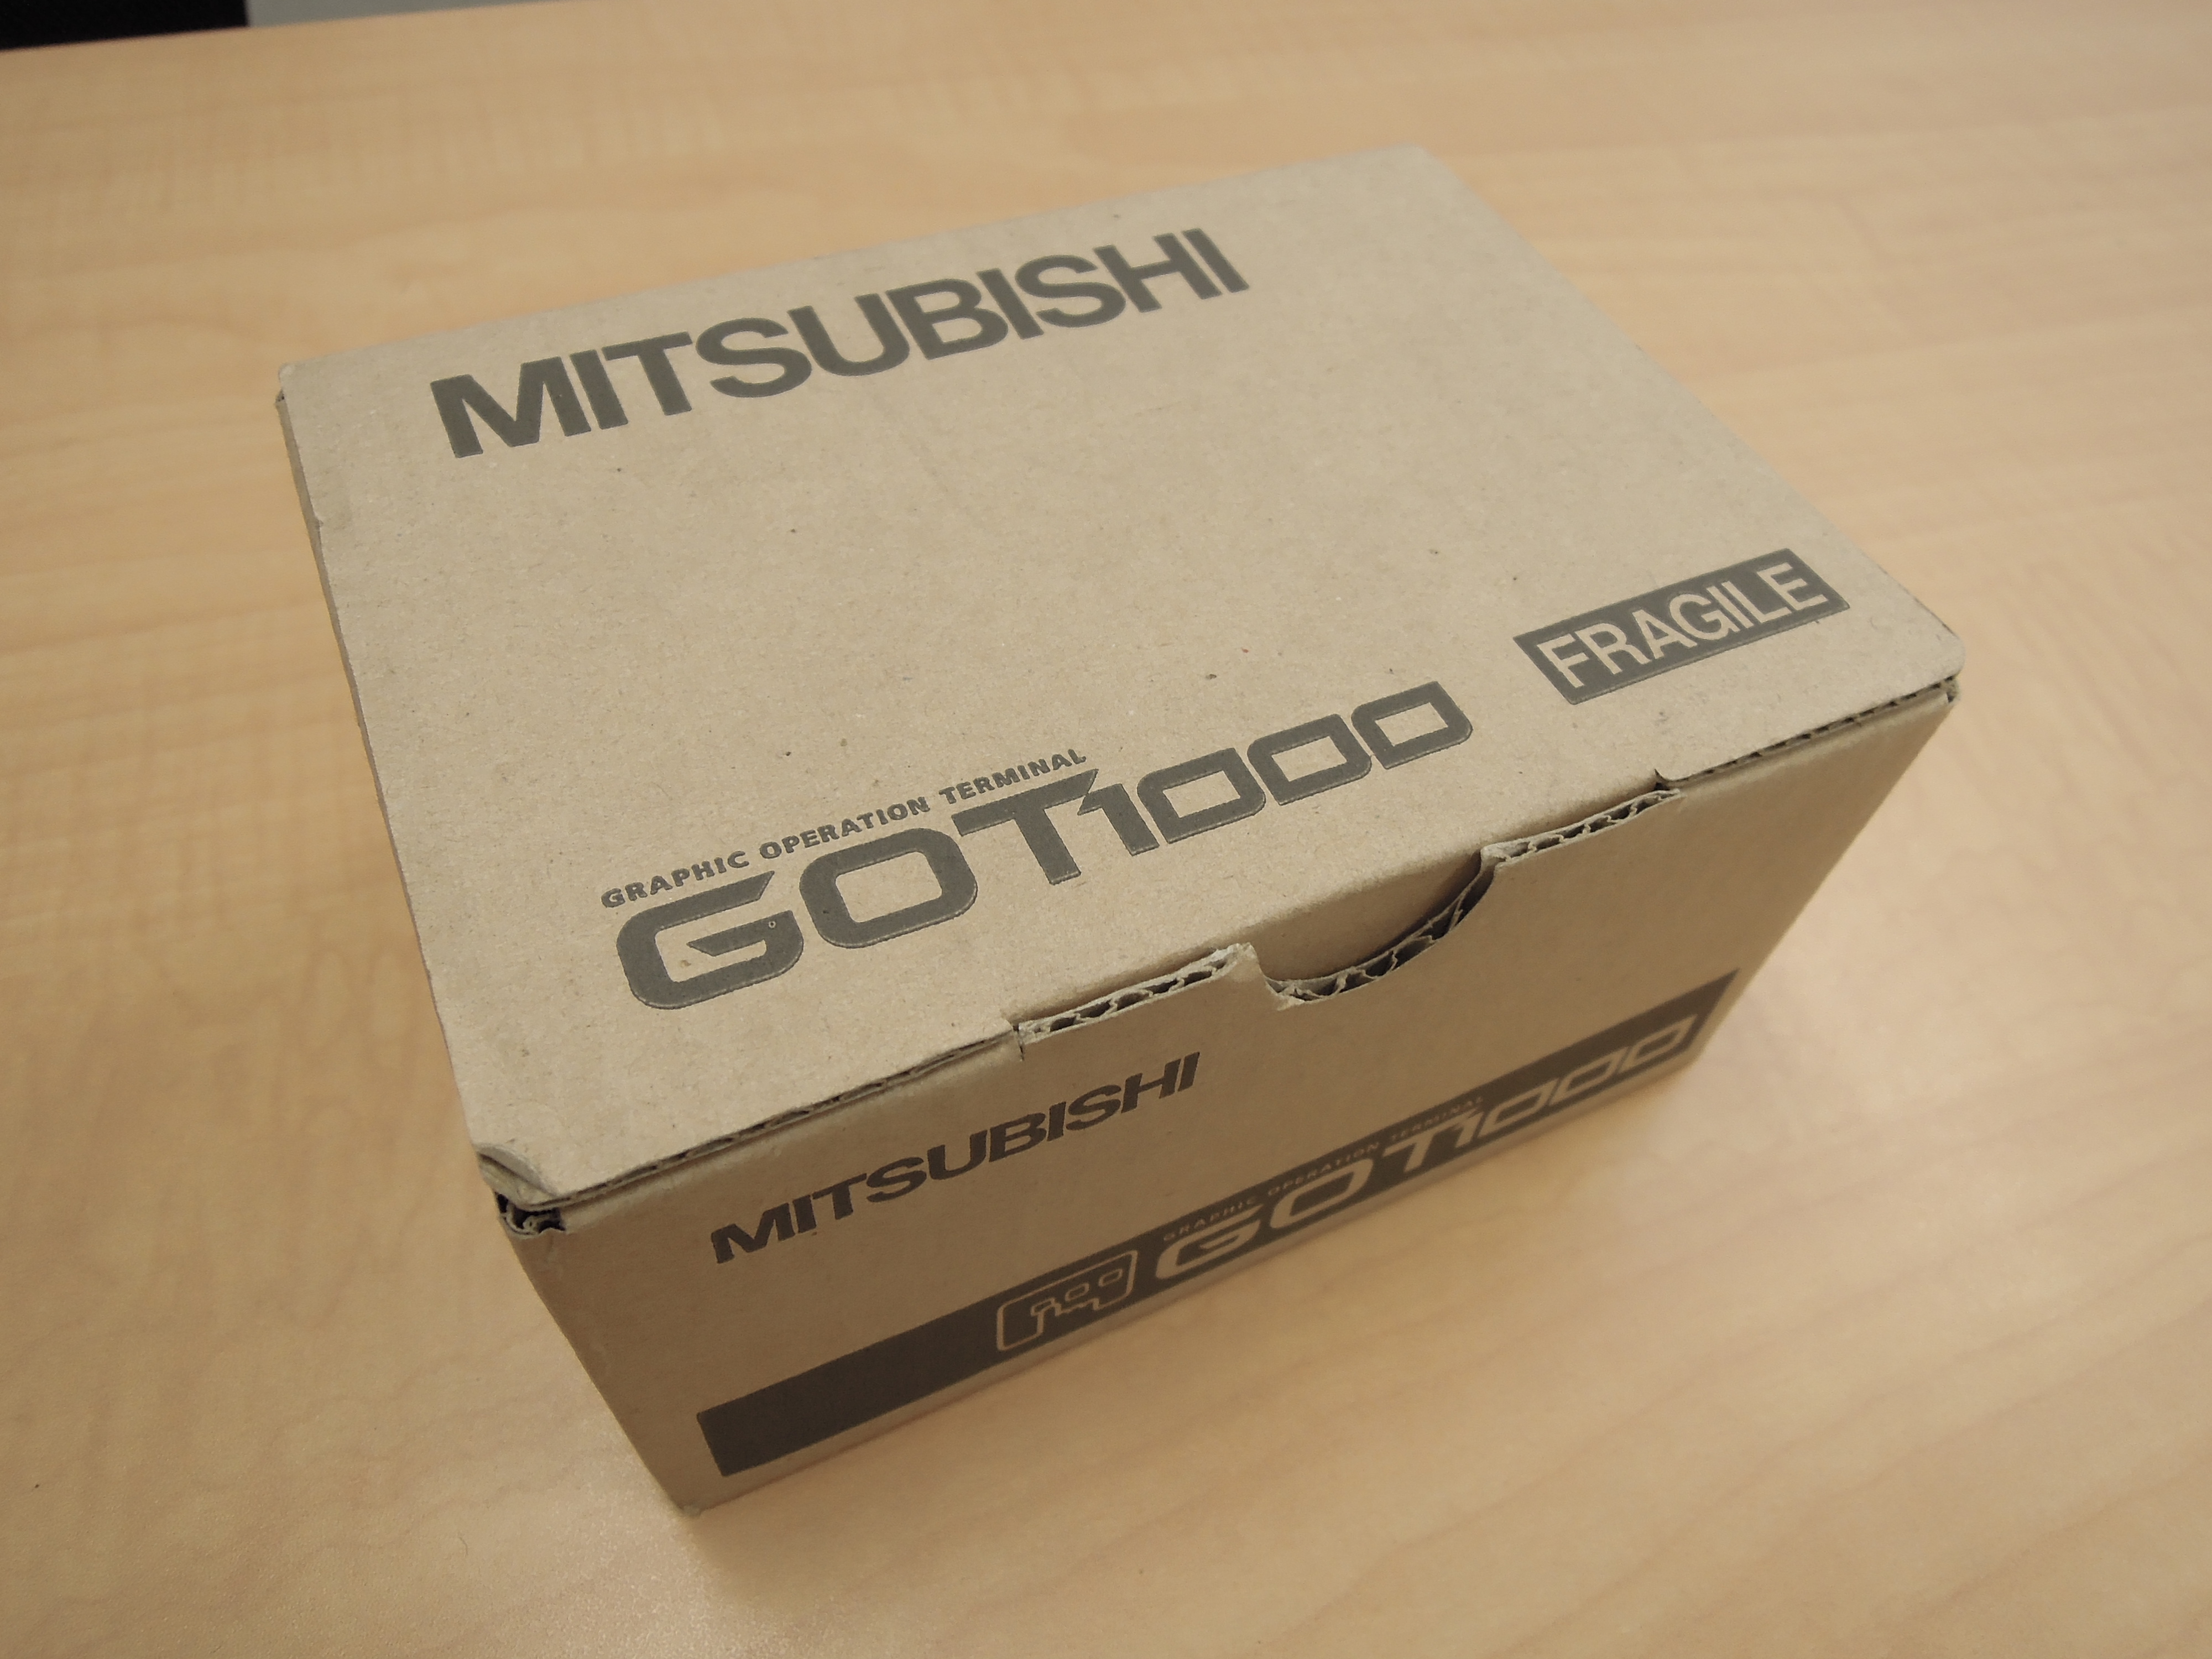 MITSUBISHI
FRAGILE
GRAPHIC OPERATION TERMINAL
GOT1000
MITSUBISHI
GRAPHIC OPERATION TERMINAL
GOT1000